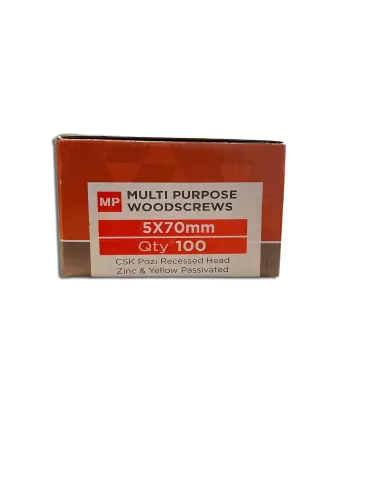 MP MULTI PURPOSE
WOODSCREWS
5X70mm
Qty 100
CSK Pozi Recessed Head
Zinc & Yellow Passivated